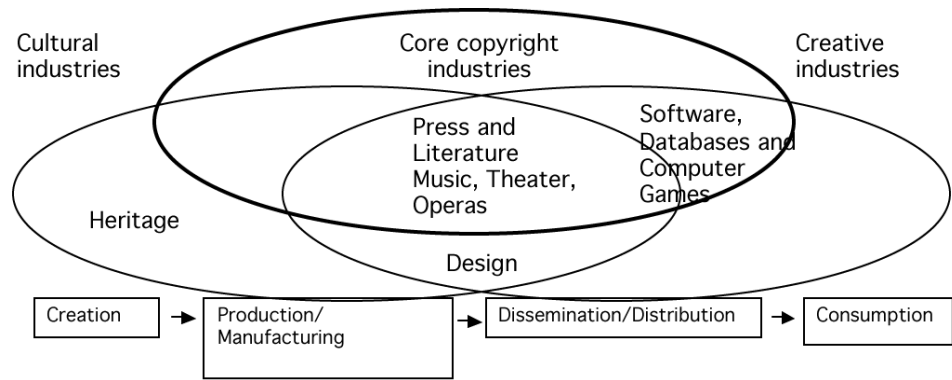 Cultural
industries
Core copyright
industries
Creative
industries
Press and
Literature
Music, Theater,
Operas
Software,
Databases and
Computer
Games
Heritage
Design
Creation
Production/
Manufacturing
Dissemination/Distribution
Consumption